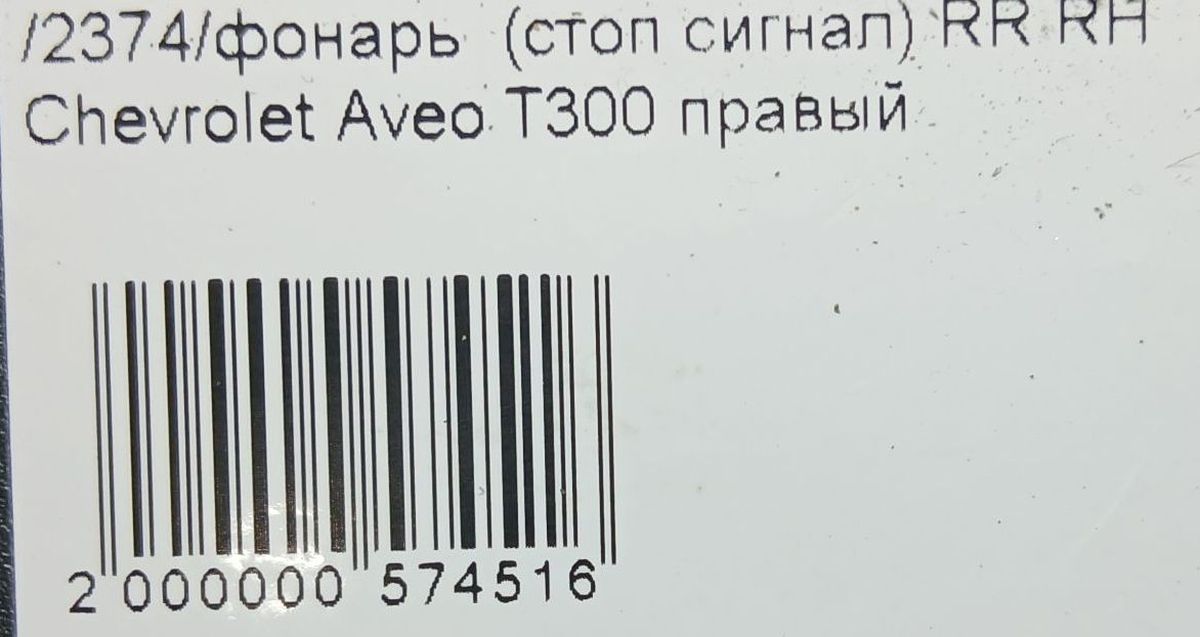 /2374/фонарь (стоп сигнал) RR RH
Chevrolet Aveo T300 правый
2 000000 574516